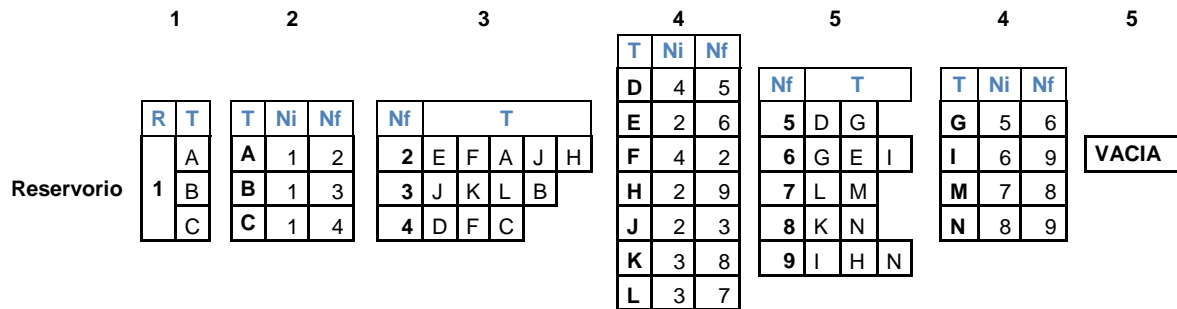 1 2 3 4 5 4 5
T Ni Nf
D 4 5 Nf T T Ni Nf
R T T Ni Nf Nf T E 2 6 5 D G G 5 6
A A 1 2 2 E F A J H F 4 2 6 G E I I 6 9 VACIA
Reservorio 1 B B 1 3 3 J K L B H 2 9 7 L M M 7 8
C C 1 4 4 D F C J 2 3 8 K N N 8 9
K 3 8 9 I H N
L 3 7